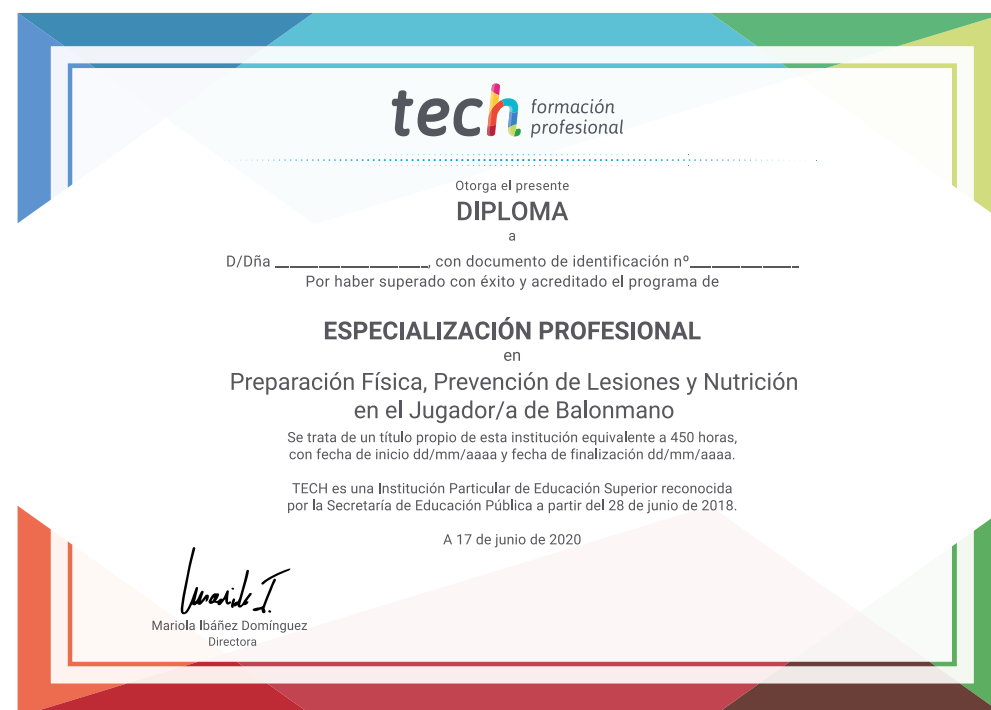 tech formación
profesional
Otorga el presente
DIPLOMA
a
D/Dña ____________________, con documento de identificación nº______________
Por haber superado con éxito y acreditado el programa de
ESPECIALIZACIÓN PROFESIONAL
en
Preparación Física, Prevención de Lesiones y Nutrición
en el Jugador/a de Balonmano
Se trata de un título propio de esta institución equivalente a 450 horas,
con fecha de inicio dd/mm/aaaa y fecha de finalización dd/mm/aaaa.
TECH es una Institución Particular de Educación Superior reconocida
por la Secretaría de Educación Pública a partir del 28 de junio de 2018.
A 17 de junio de 2020
Mariola I.
Mariola Ibáñez Domínguez
Directora